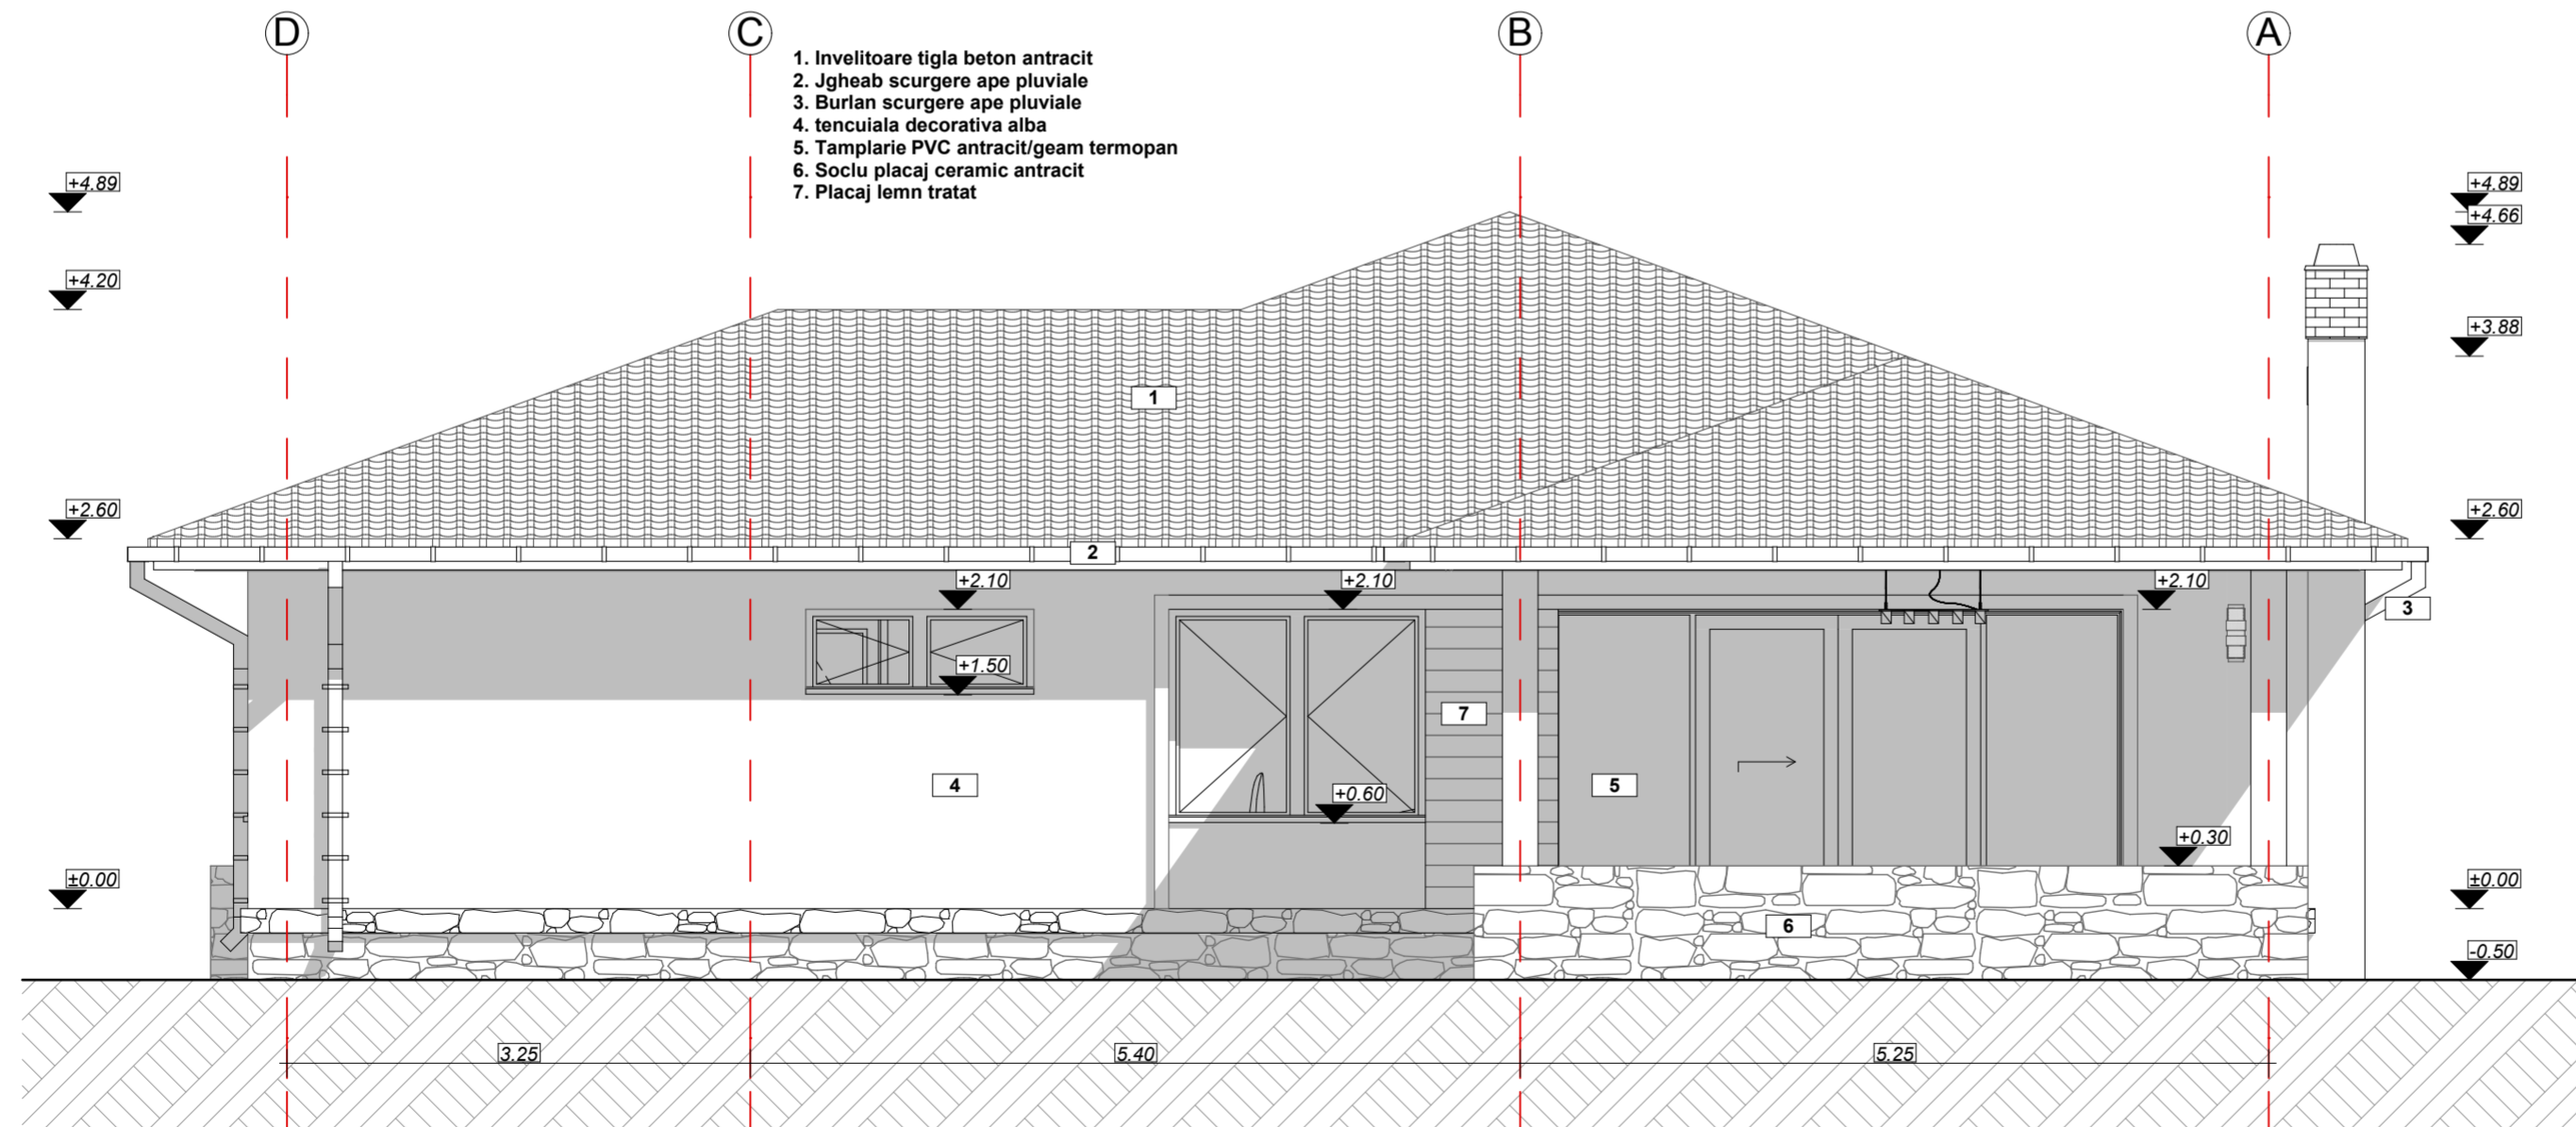 D
C
B
A
1. Invelitoare tigla beton antracit
2. Jgheab scurgere ape pluviale
3. Burlan scurgere ape pluviale
4. tencuiala decorativa alba
5. Tamplarie PVC antracit/geam termopan
6. Soclu placaj ceramic antracit
7. Placaj lemn tratat
+4.89
+4.89
+4.66
+4.20
+3.88
1
+2.60
+2.60
2
+2.10
+2.10
+2.10
3
+1.50
7
4
5
+0.60
+0.30
±0.00
±0.00
6
-0.50
3.25
5.40
5.25